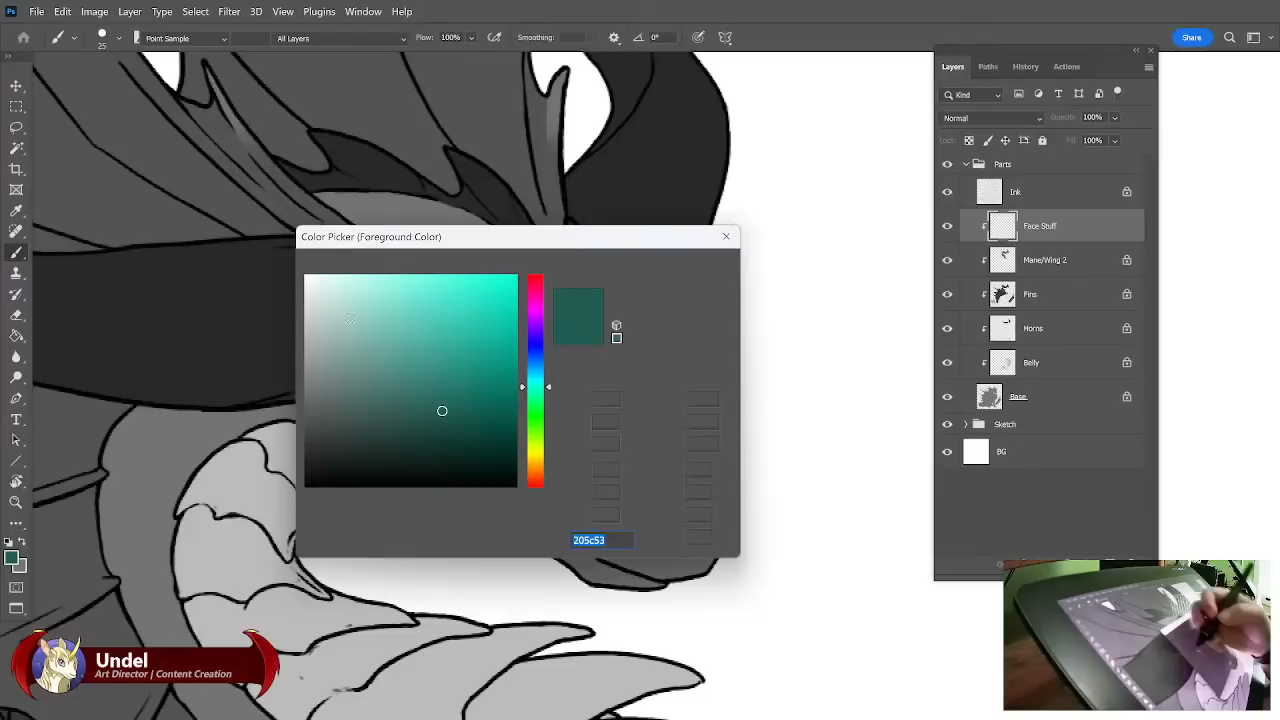 Ps File Edit Image Layer Type Select Filter 3D View Plugins Window Help
25 Point Sample All Layers Flow: 100% Smoothing: 0° Share
Layers Paths History Actions
Kind
Normal Opacity: 100%
Lock: Fill: 100%
Parts
Ink
Face Stuff
Mane/Wing 2
Fins
Horns
Belly
Base
Sketch
BG
Color Picker (Foreground Color)
205c53
Undel
Art Director | Content Creation